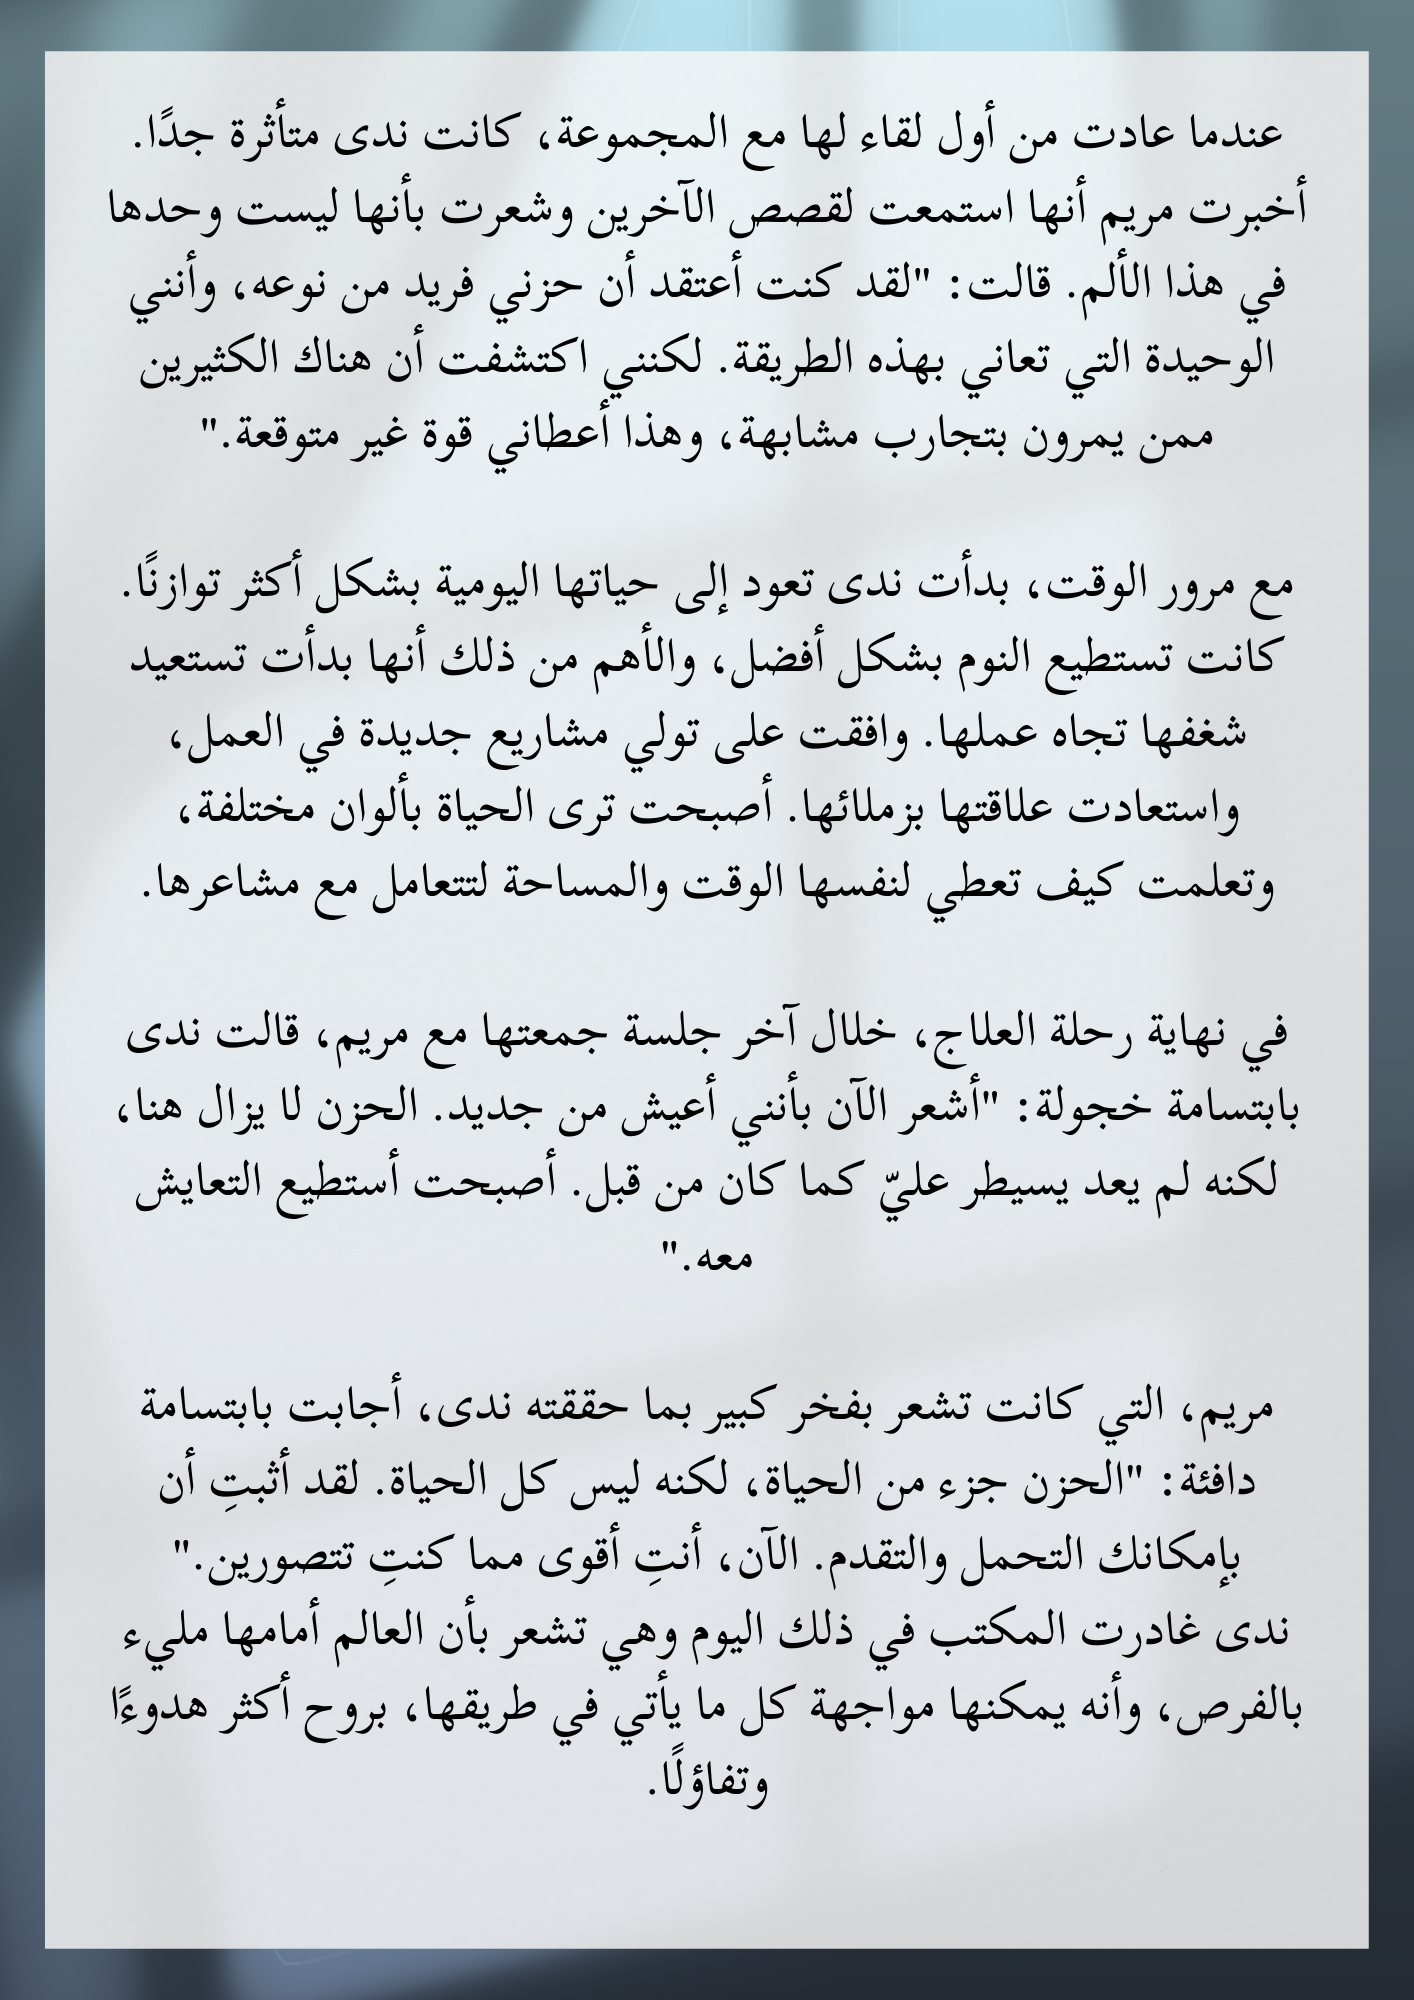 عندما عادت من أول لقاء لها مع المجموعة، كانت ندى متأثرة جدًا.
أخبرت مريم أنها استمعت لقصص الآخرين وشعرت بأنها ليست وحدها
في هذا الألم. قالت: "لقد كنت أعتقد أن حزني فريد من نوعه، وأنني
الوحيدة التي تعاني بهذه الطريقة. لكنني اكتشفت أن هناك الكثيرين
ممن يمرون بتجارب مشابهة، وهذا أعطاني قوة غير متوقعة."
مع مرور الوقت، بدأت ندى تعود إلى حياتها اليومية بشكل أكثر توازنًا.
كانت تستطيع النوم بشكل أفضل، والأهم من ذلك أنها بدأت تستعيد
شغفها تجاه عملها. وافقت على تولي مشاريع جديدة في العمل،
واستعادت علاقتها بزملائها. أصبحت ترى الحياة بألوان مختلفة،
وتعلمت كيف تعطي لنفسها الوقت والمساحة لتتعامل مع مشاعرها.
في نهاية رحلة العلاج، خلال آخر جلسة جمعتها مع مريم، قالت ندى
بابتسامة خجولة: "أشعر الآن بأنني أعيش من جديد. الحزن لا يزال هنا،
لكنه لم يعد يسيطر عليّ كما كان من قبل. أصبحت أستطيع التعايش
معه."
مريم، التي كانت تشعر بفخر كبير بما حققته ندى، أجابت بابتسامة
دافئة: "الحزن جزء من الحياة، لكنه ليس كل الحياة. لقد أثبتِ أن
بإمكانك التحمل والتقدم. الآن، أنتِ أقوى مما كنتِ تتصورين."
ندى غادرت المكتب في ذلك اليوم وهي تشعر بأن العالم أمامها مليء
بالفرص، وأنه يمكنها مواجهة كل ما يأتي في طريقها، بروح أكثر هدوءًا
وتفاؤلًا.